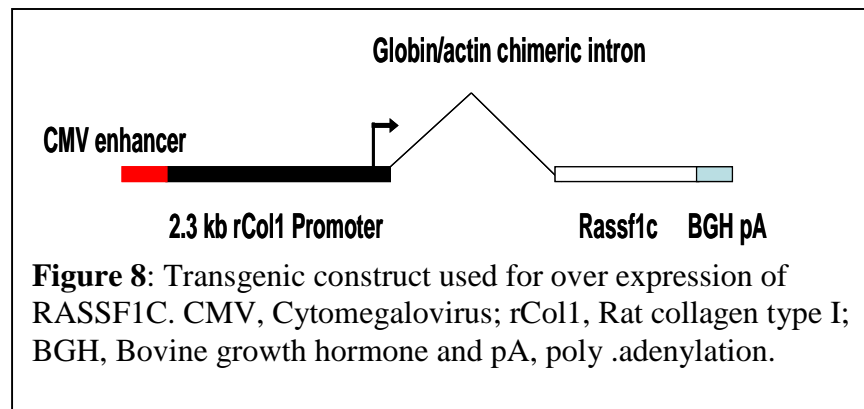 Globin/actin chimeric intron
CMV enhancer
2.3 kb rCol1 Promoter
Rassf1c
BGH pA
Figure 8: Transgenic construct used for over expression of
RASSF1C. CMV, Cytomegalovirus; rCol1, Rat collagen type I;
BGH, Bovine growth hormone and pA, poly .adenylation.